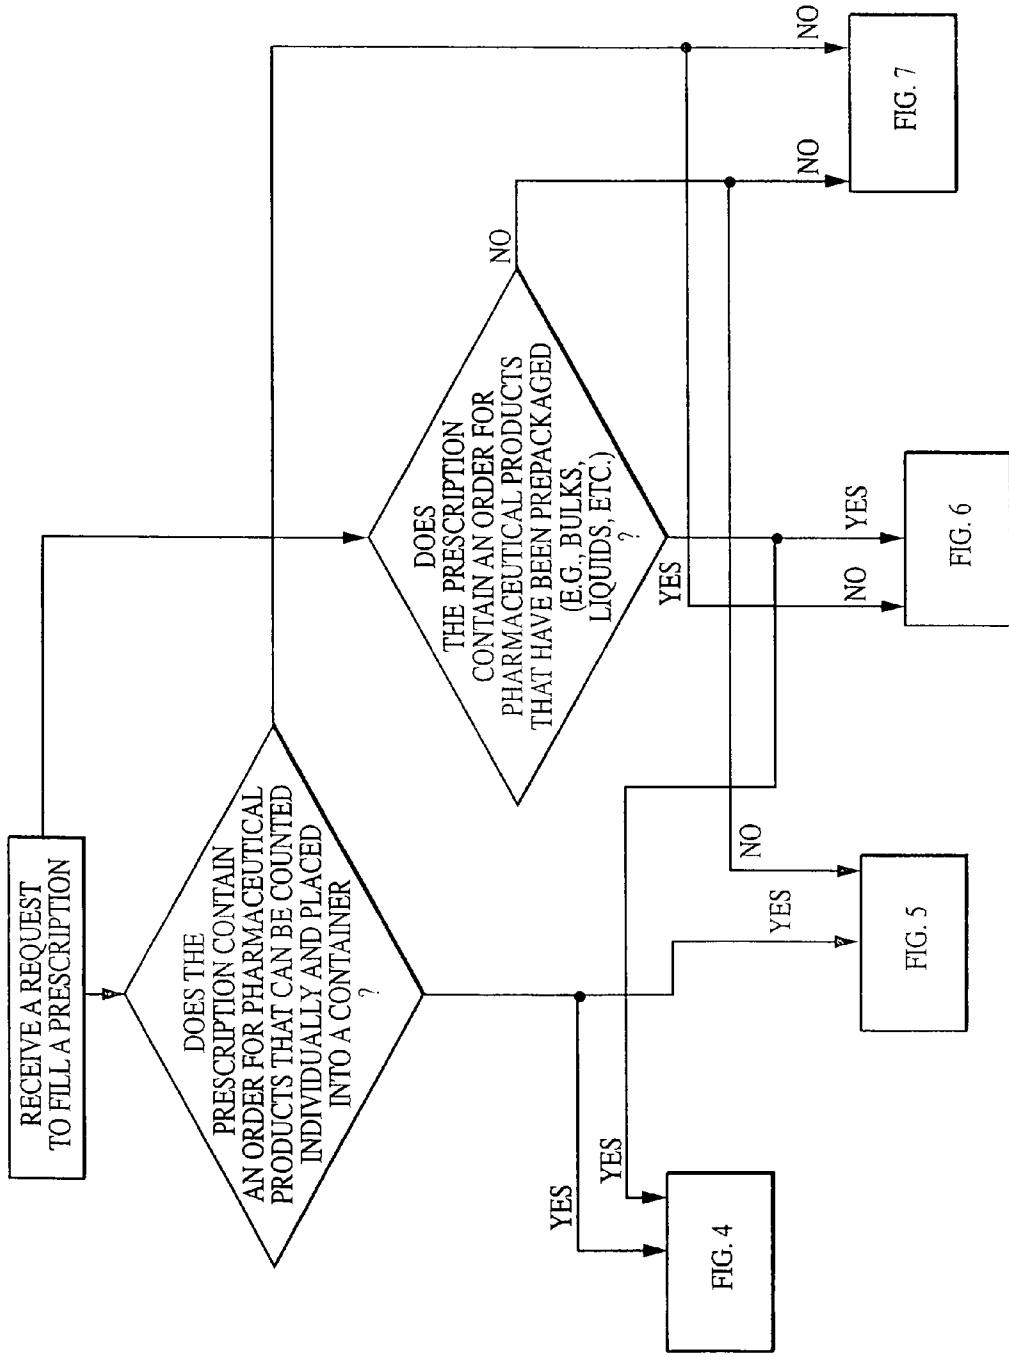 RECEIVE A REQUEST
TO FILL A PRESCRIPTION
DOES THE
PRESCRIPTION CONTAIN
AN ORDER FOR PHARMACEUTICAL
PRODUCTS THAT CAN BE COUNTED
INDIVIDUALLY AND PLACED
INTO A CONTAINER
?
DOES
THE PRESCRIPTION
CONTAIN AN ORDER FOR
PHARMACEUTICAL PRODUCTS
THAT HAVE BEEN PREPACKAGED
(E.G., BULKS,
LIQUIDS, ETC.)
?
NO
YES
YES
YES
FIG. 4
YES
NO
FIG. 5
NO
YES
FIG. 6
NO
NO
FIG. 7